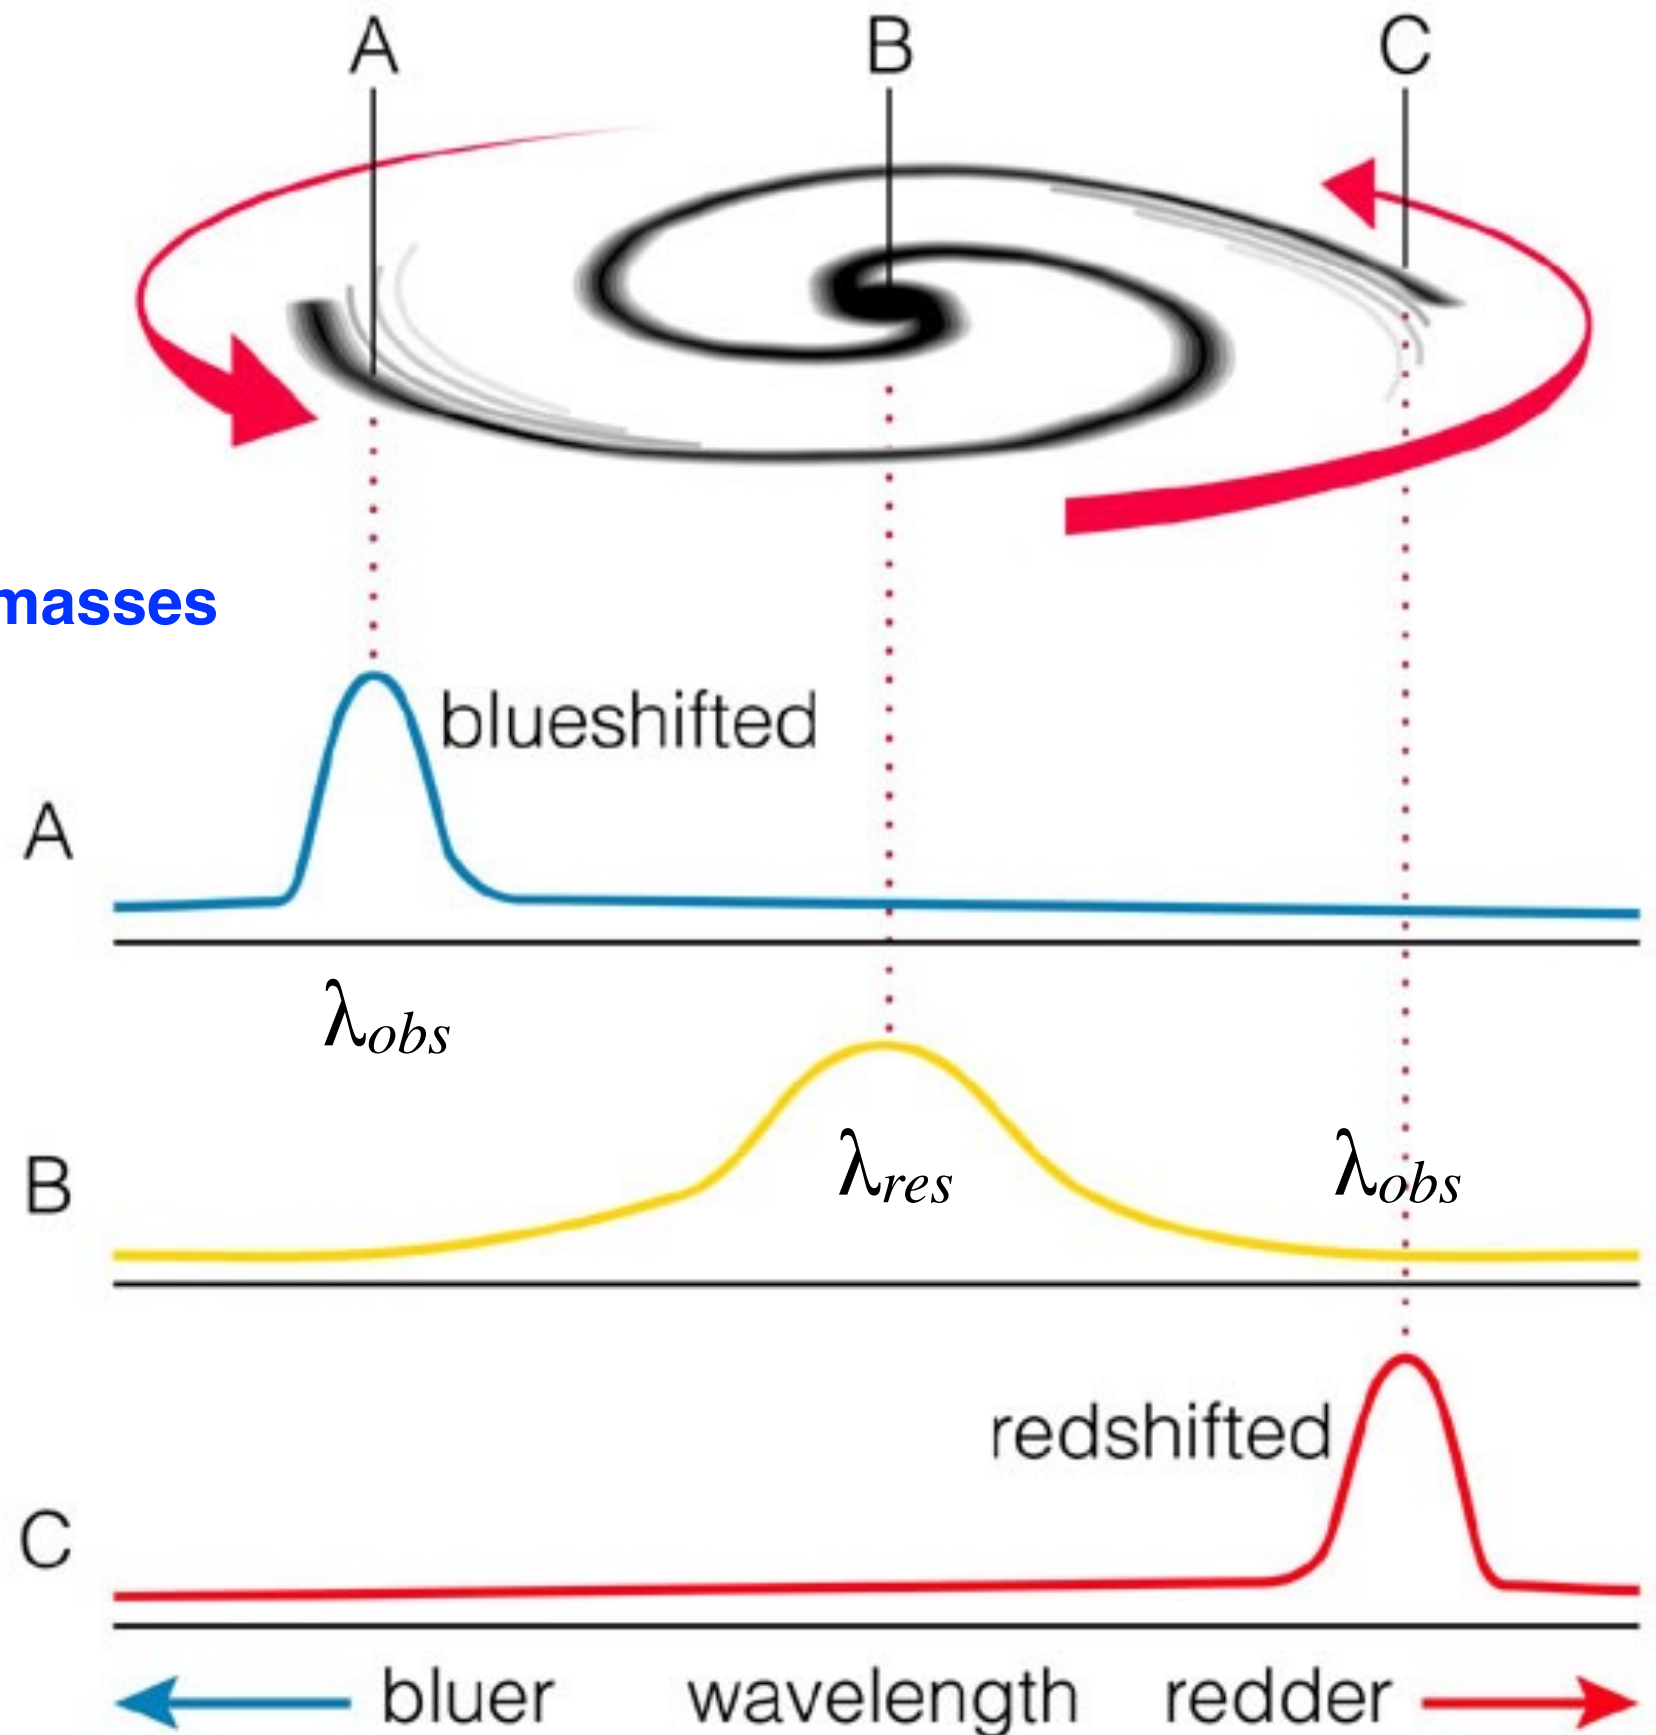 A B C
masses
blueshifted
A
λobs
B
λres
λobs
redshifted
C
bluer wavelength redder